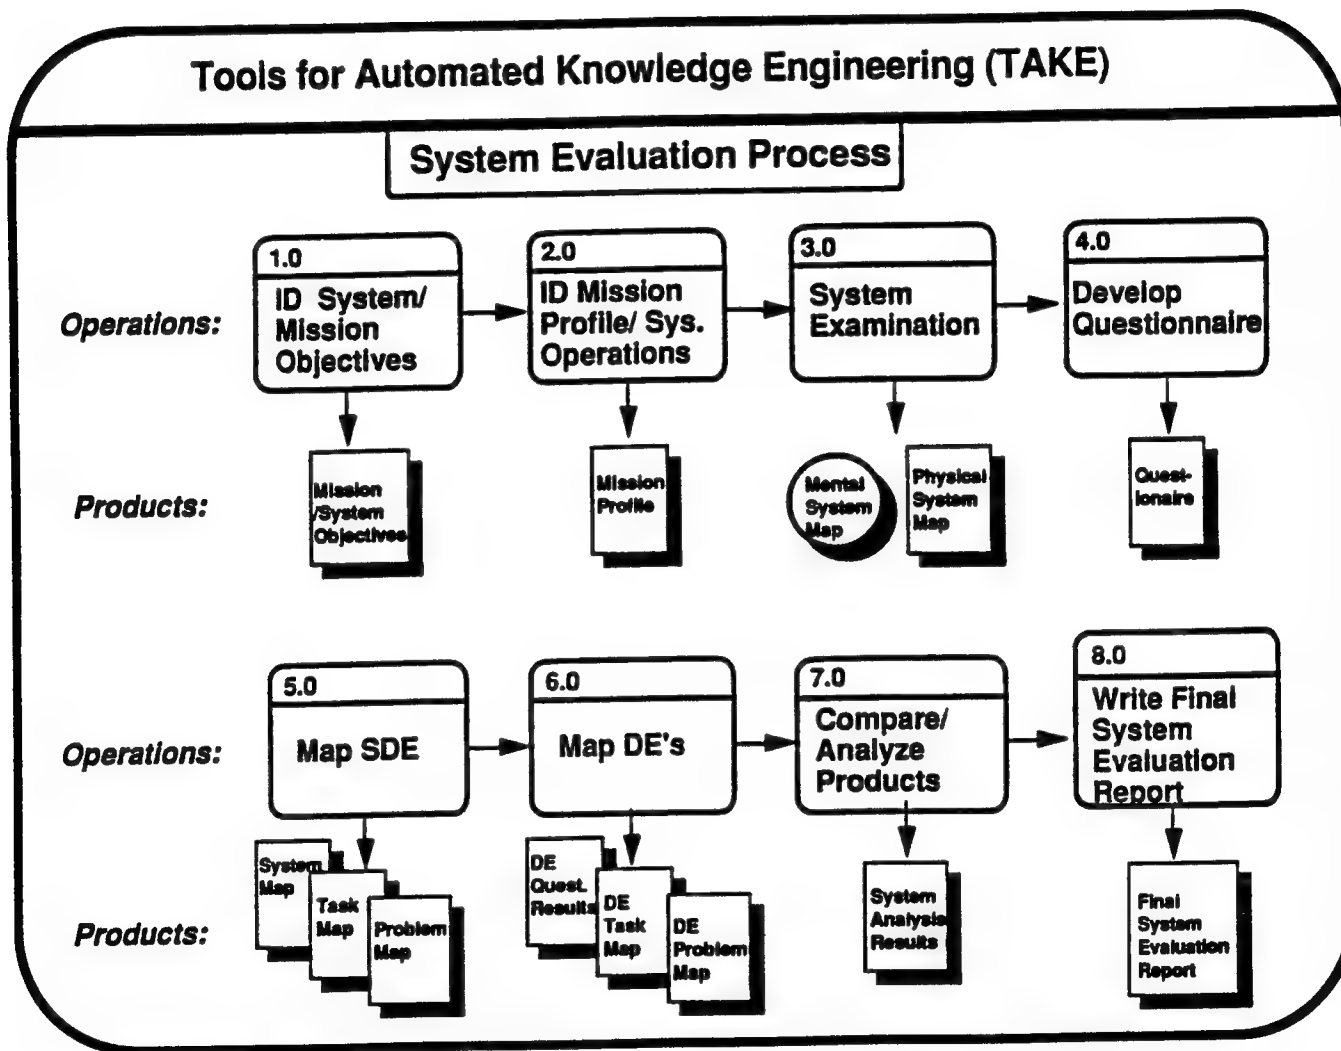 Tools for Automated Knowledge Engineering (TAKE)
System Evaluation Process
Operations:
1.0
ID System/
Mission
Objectives
2.0
ID Mission
Profile/ Sys.
Operations
3.0
System
Examination
4.0
Develop
Questionnaire
Products:
Mission
/System
Objectives
Mission
Profile
Mental
System
Map
Physical
System
Map
Quest-
ionaire
Operations:
5.0
Map SDE
6.0
Map DE's
7.0
Compare/
Analyze
Products
8.0
Write Final
System
Evaluation
Report
Products:
System
Map
Task
Map
Problem
Map
DE
Quest.
Results
DE
Task
Map
DE
Problem
Map
System
Analysis
Results
Final
System
Evaluation
Report